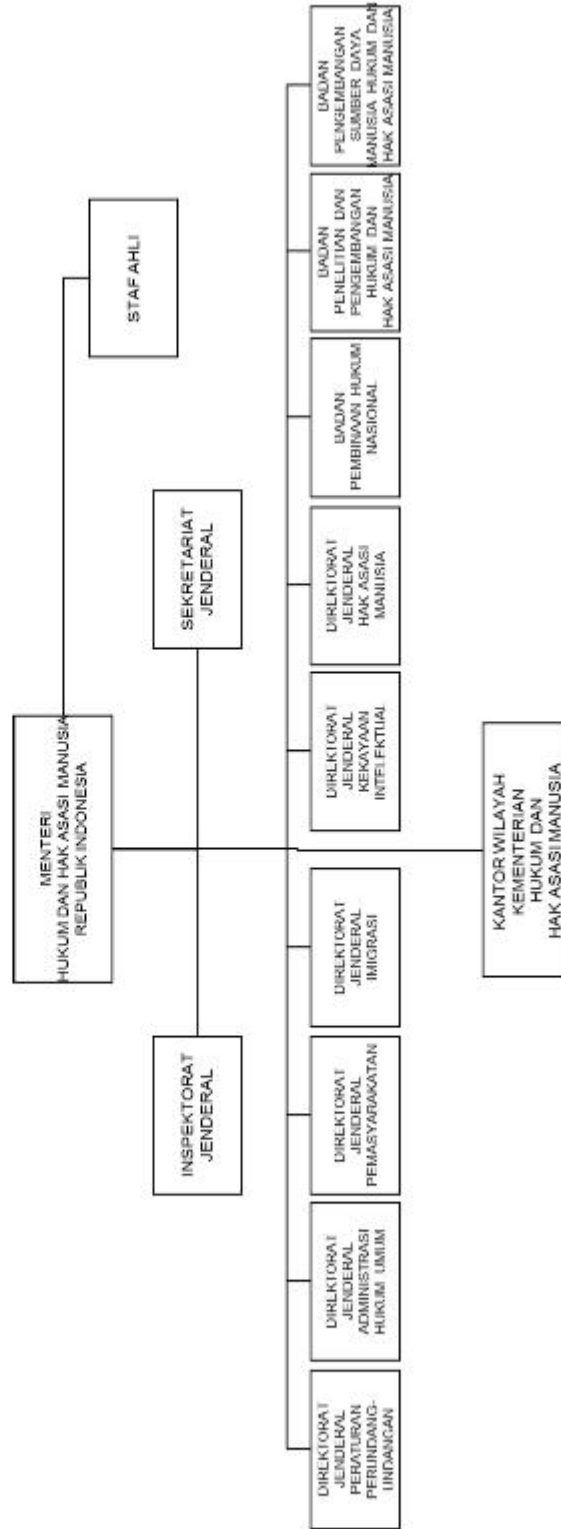 MENTERI
HUKUM DAN HAK ASASI MANUSIA
REPUBLIK INDONESIA
STAF AHLI
INSPEKTORAT
JENDERAL
SEKRETARIAT
JENDERAL
DIREKTORAT
JENDERAL
PERATURAN
PERUNDANG-
UNDANGAN
DIREKTORAT
JENDERAL
ADMINISTRASI
HUKUM UMUM
DIREKTORAT
JENDERAL
PEMASYARAKATAN
DIREKTORAT
JENDERAL
IMIGRASI
DIREKTORAT
JENDERAL
KEKAYAAN
INTELEKTUAL
DIREKTORAT
JENDERAL
HAK ASASI
MANUSIA
BADAN
PEMBINAAN HUKUM
NASIONAL
BADAN
PENELITIAN DAN
PENGEMBANGAN
HUKUM DAN
HAK ASASI MANUSIA
BADAN
PENGEMBANGAN
SUMBER DAYA
MANUSIA HUKUM DAN
HAK ASASI MANUSIA
KANTOR WILAYAH
KEMENTERIAN
HUKUM DAN
HAK ASASI MANUSIA